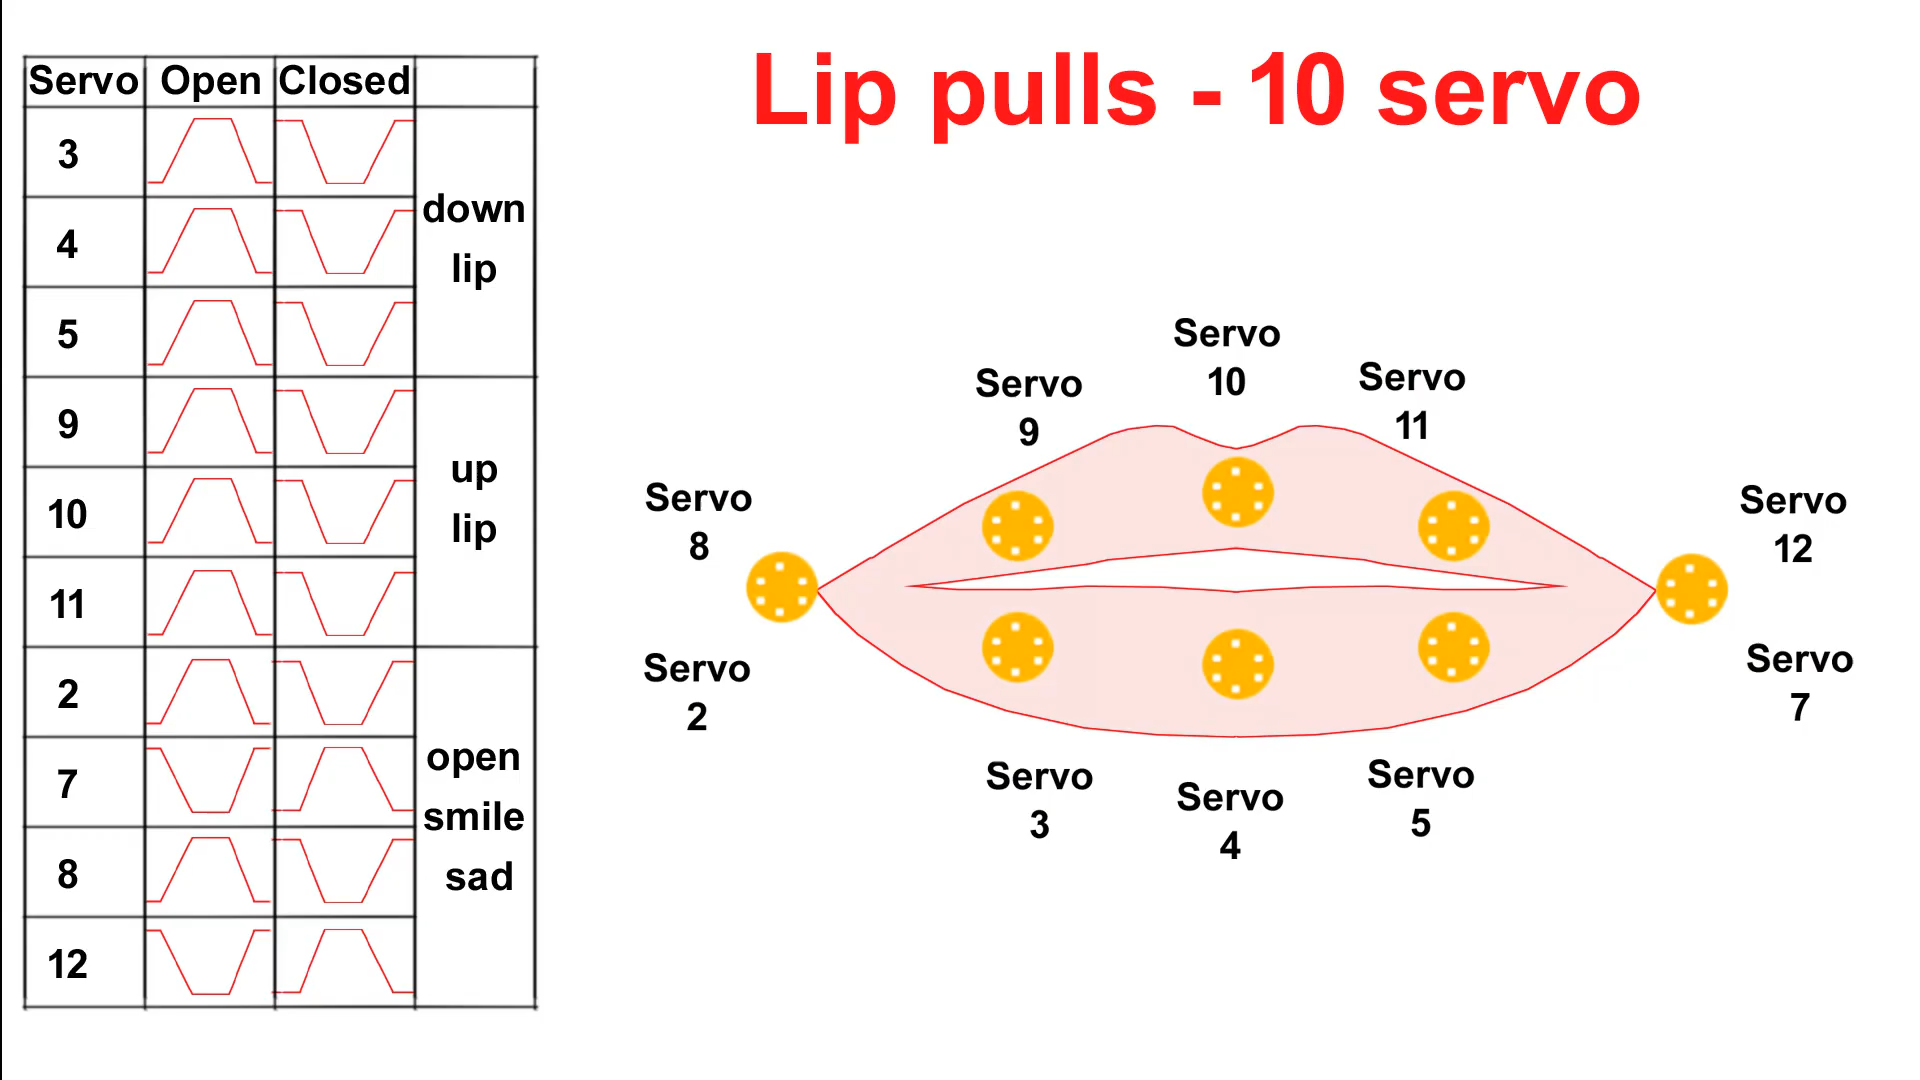 Lip pulls - 10 servo
Servo Open Closed
3
4
5
down
lip
9
10
11
up
lip
2
7
8
12
open
smile
sad
Servo
10
Servo
9
Servo
11
Servo
8
Servo
12
Servo
2
Servo
7
Servo
3
Servo
4
Servo
5